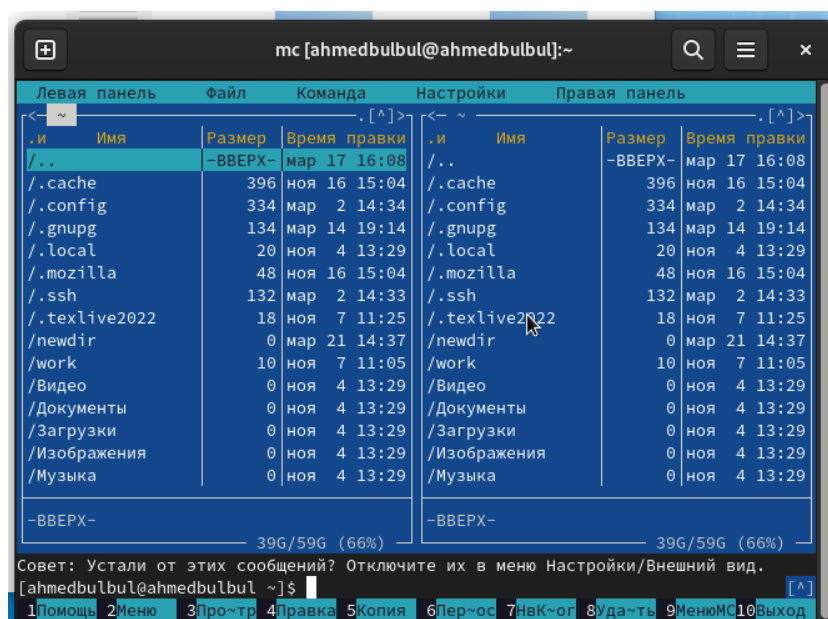 mc [ahmedbulbul@ahmedbulbul]:~
Левая панель Файл Команда Настройки Правая панель
<— ~ .[^]> <— ~ .[^]>
.и Имя Размер Время правки .и Имя Размер Время правки
/.. -ВВЕРХ- мар 17 16:08 /.. -ВВЕРХ- мар 17 16:08
/.cache 396 ноя 16 15:04 /.cache 396 ноя 16 15:04
/.config 334 мар 2 14:34 /.config 334 мар 2 14:34
/.gnupg 134 мар 14 19:14 /.gnupg 134 мар 14 19:14
/.local 20 ноя 4 13:29 /.local 20 ноя 4 13:29
/.mozilla 48 ноя 16 15:04 /.mozilla 48 ноя 16 15:04
/.ssh 132 мар 2 14:33 /.ssh 132 мар 2 14:33
/.texlive2022 18 ноя 7 11:25 /.texlive2022 18 ноя 7 11:25
/newdir 0 мар 21 14:37 /newdir 0 мар 21 14:37
/work 10 ноя 7 11:05 /work 10 ноя 7 11:05
/Видео 0 ноя 4 13:29 /Видео 0 ноя 4 13:29
/Документы 0 ноя 4 13:29 /Документы 0 ноя 4 13:29
/Загрузки 0 ноя 4 13:29 /Загрузки 0 ноя 4 13:29
/Изображения 0 ноя 4 13:29 /Изображения 0 ноя 4 13:29
/Музыка 0 ноя 4 13:29 /Музыка 0 ноя 4 13:29
-ВВЕРХ- -ВВЕРХ-
39G/59G (66%) 39G/59G (66%)
Совет: Устали от этих сообщений? Отключите их в меню Настройки/Внешний вид.
[ahmedbulbul@ahmedbulbul ~]$ [^]
1Помощь 2Меню 3Про~тр 4Правка 5Копия 6Пер~ос 7НвК~ог 8Уда~ть 9МенюMC 10Выход